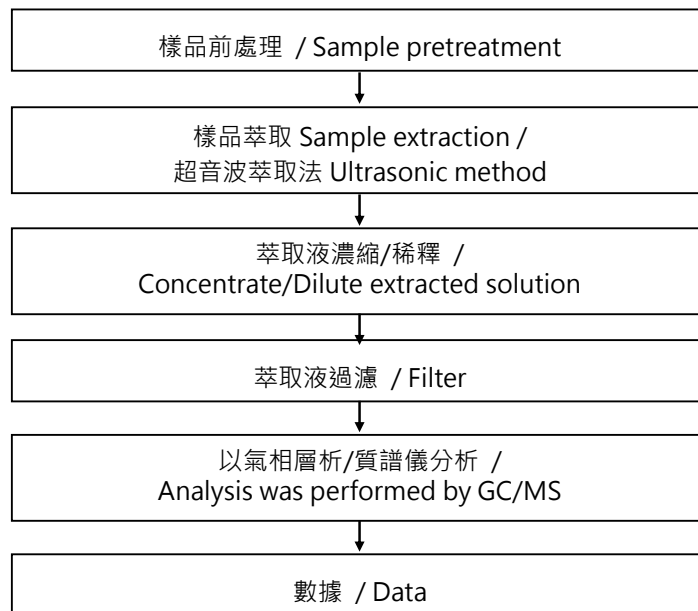 樣品前處理 / Sample pretreatment
樣品萃取 Sample extraction /
超音波萃取法 Ultrasonic method
萃取液濃縮/稀釋 /
Concentrate/Dilute extracted solution
萃取液過濾 / Filter
以氣相層析/質譜儀分析 /
Analysis was performed by GC/MS
數據 / Data